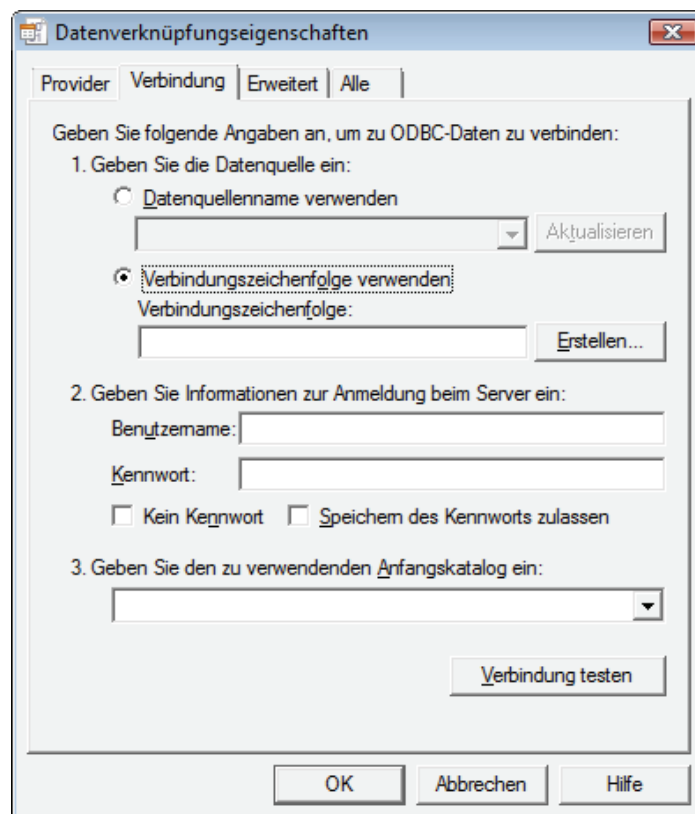 Datenverknüpfungseigenschaften
Provider Verbindung Erweitert Alle
Geben Sie folgende Angaben an, um zu ODBC-Daten zu verbinden:
1. Geben Sie die Datenquelle ein:
Datenquellenname verwenden
Aktualisieren
Verbindungszeichenfolge verwenden
Verbindungszeichenfolge:
Erstellen...
2. Geben Sie Informationen zur Anmeldung beim Server ein:
Benutzername:
Kennwort:
Kein Kennwort Speichern des Kennworts zulassen
3. Geben Sie den zu verwendenden Anfangskatalog ein:
Verbindung testen
OK Abbrechen Hilfe